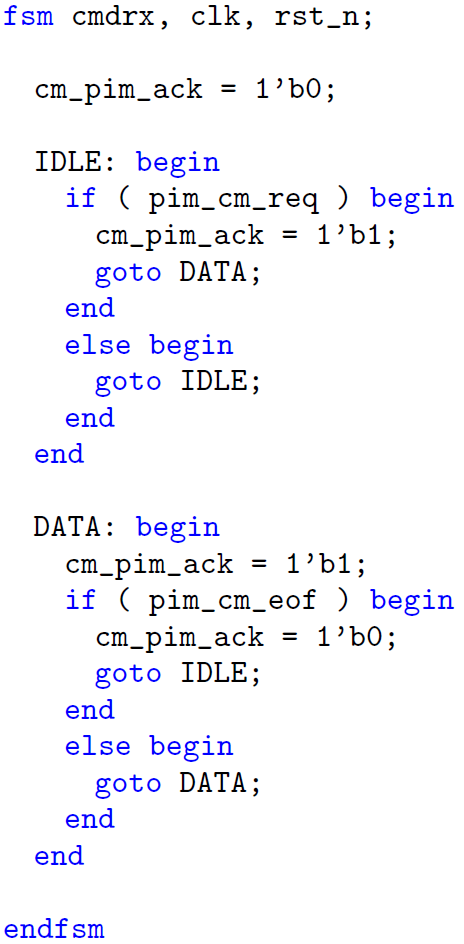 fsm cmdrx, clk, rst_n;
cm_pim_ack = 1’b0;
IDLE: begin
if ( pim_cm_req ) begin
cm_pim_ack = 1’b1;
goto DATA;
end
else begin
goto IDLE;
end
end
DATA: begin
cm_pim_ack = 1’b1;
if ( pim_cm_eof ) begin
cm_pim_ack = 1’b0;
goto IDLE;
end
else begin
goto DATA;
end
end
endfsm